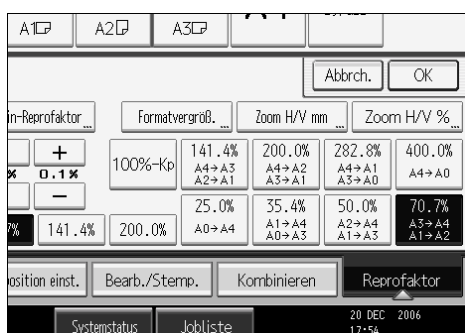 A1 A2 A3
Abbrch. OK
in-Reprofaktor Formatvergröß. Zoom H/V mm Zoom H/V %
+ 100%-Kp 141.4% 200.0% 282.8% 400.0%
0.1% A4→A3 A4→A2 A4→A1 A4→A0
A2→A1 A3→A1 A3→A0
– 25.0% 35.4% 50.0% 70.7%
7% 141.4% 200.0% A0→A4 A1→A4 A2→A4 A3→A4
A0→A3 A1→A3 A1→A2
osition einst. Bearb./Stemp. Kombinieren Reprofaktor
Systemstatus Jobliste 20 DEC 2006
17:54